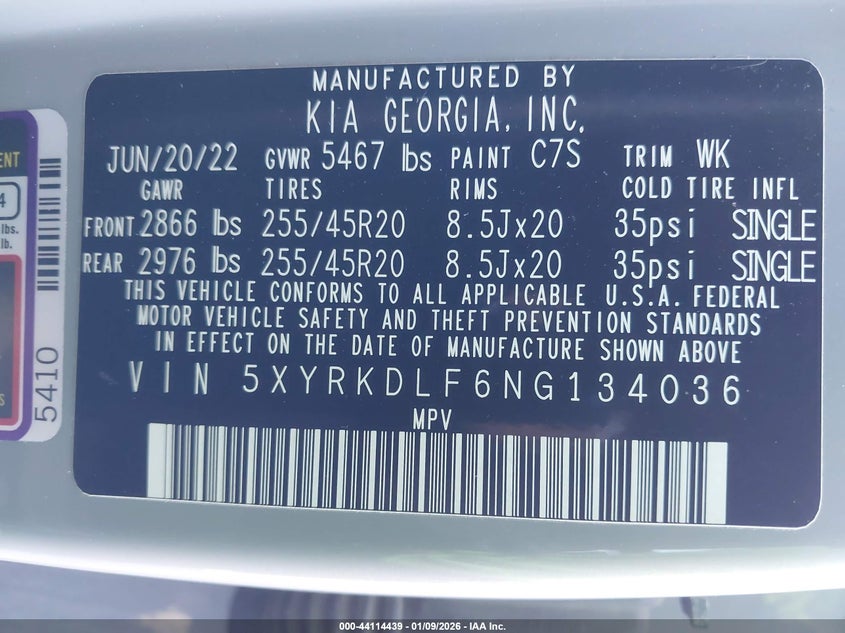 MANUFACTURED BY
KIA GEORGIA, INC.
JUN/20/22 GVWR 5467 lbs PAINT C7S TRIM WK
GAWR TIRES RIMS COLD TIRE INFL
FRONT 2866 lbs 255/45R20 8.5Jx20 35psi SINGLE
REAR 2976 lbs 255/45R20 8.5Jx20 35psi SINGLE
THIS VEHICLE CONFORMS TO ALL APPLICABLE U.S.A. FEDERAL
MOTOR VEHICLE SAFETY AND THEFT PREVENTION STANDARDS
IN EFFECT ON THE DATE OF MANUFACTURE SHOWN ABOVE
VIN 5XYRKDLF6NG134036
MPV
4
lbs.
lb.
5410
000-44114439 - 01/09/2026 - IAA Inc.